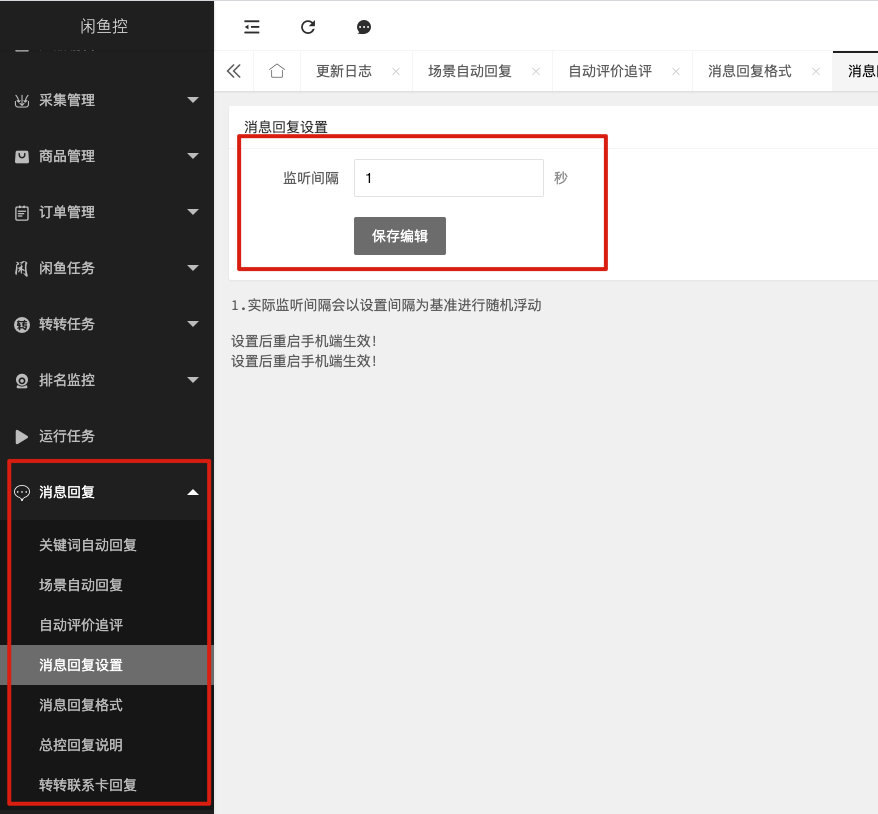 闲鱼控
更新日志
场景自动回复
自动评价追评
消息回复格式
采集管理
商品管理
订单管理
闲鱼任务
转转任务
排名监控
运行任务
消息回复
关键词自动回复
场景自动回复
自动评价追评
消息回复设置
消息回复格式
总控回复说明
转转联系卡回复
消息回复设置
监听间隔 1 秒
保存编辑
1.实际监听间隔会以设置间隔为基准进行随机浮动
设置后重启手机端生效!
设置后重启手机端生效!